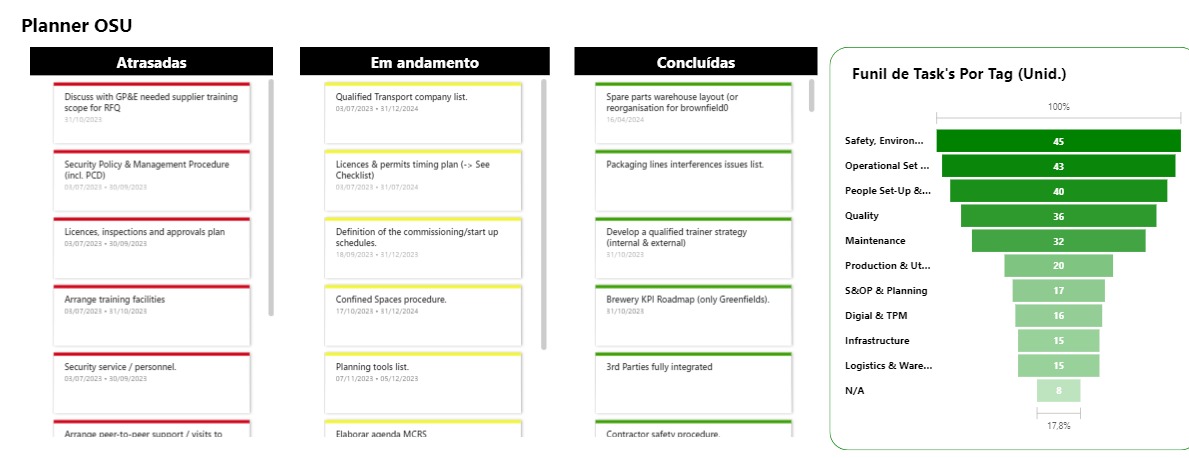 Planner OSU
Atrasadas
Discuss with GP&E needed supplier training
scope for RFQ
31/10/2023
Security Policy & Management Procedure
(incl. PCD)
03/07/2023 • 30/09/2023
Licences, inspections and approvals plan
03/07/2023 • 30/09/2023
Arrange training facilities
03/07/2023 • 31/10/2023
Security service / personnel.
03/07/2023 • 30/09/2023
Arrange peer-to-peer support / visits to
Em andamento
Qualified Transport company list.
03/07/2023 • 31/12/2024
Licences & permits timing plan (-> See
Checklist)
03/07/2023 • 31/07/2024
Definition of the commissioning/start up
schedules.
18/09/2023 • 31/12/2023
Confined Spaces procedure.
17/10/2023 • 31/12/2024
Planning tools list.
07/11/2023 • 05/12/2023
Elaborar agenda MCRS
Concluídas
Spare parts warehouse layout (or
reorganisation for brownfield0
16/04/2024
Packaging lines interferences issues list.
Develop a qualified trainer strategy
(internal & external)
31/10/2023
Brewery KPI Roadmap (only Greenfields).
31/10/2023
3rd Parties fully integrated
Contractor safety procedure.
Funil de Task's Por Tag (Unid.)
100%
Safety, Environ... 45
Operational Set ... 43
People Set-Up &... 40
Quality 36
Maintenance 32
Production & Ut... 20
S&OP & Planning 17
Digial & TPM 16
Infrastructure 15
Logistics & Ware... 15
N/A 8
17,8%